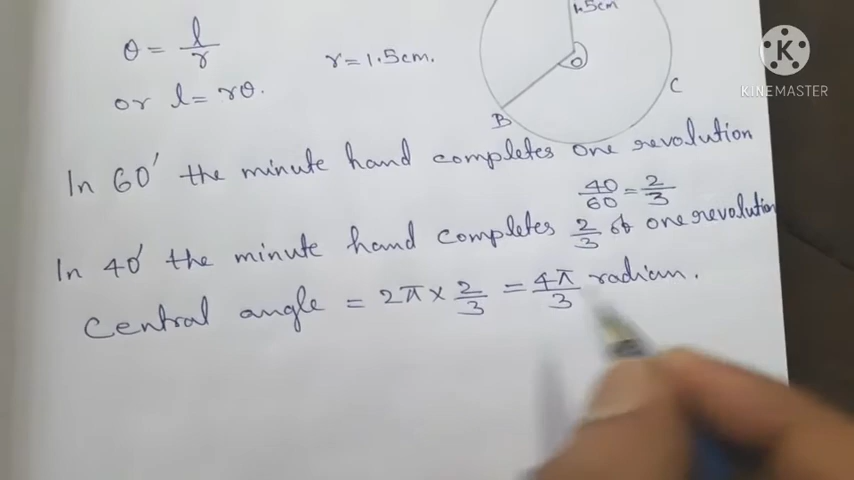 1.5cm
θ = l/r
r = 1.5cm.
O
or l = rθ.
C
B
In 60' the minute hand completes one revolution
40/60 = 2/3
In 40' the minute hand completes 2/3 of one revolution
Central angle = 2π × 2/3 = 4π/3 radian.
K
KINEMASTER